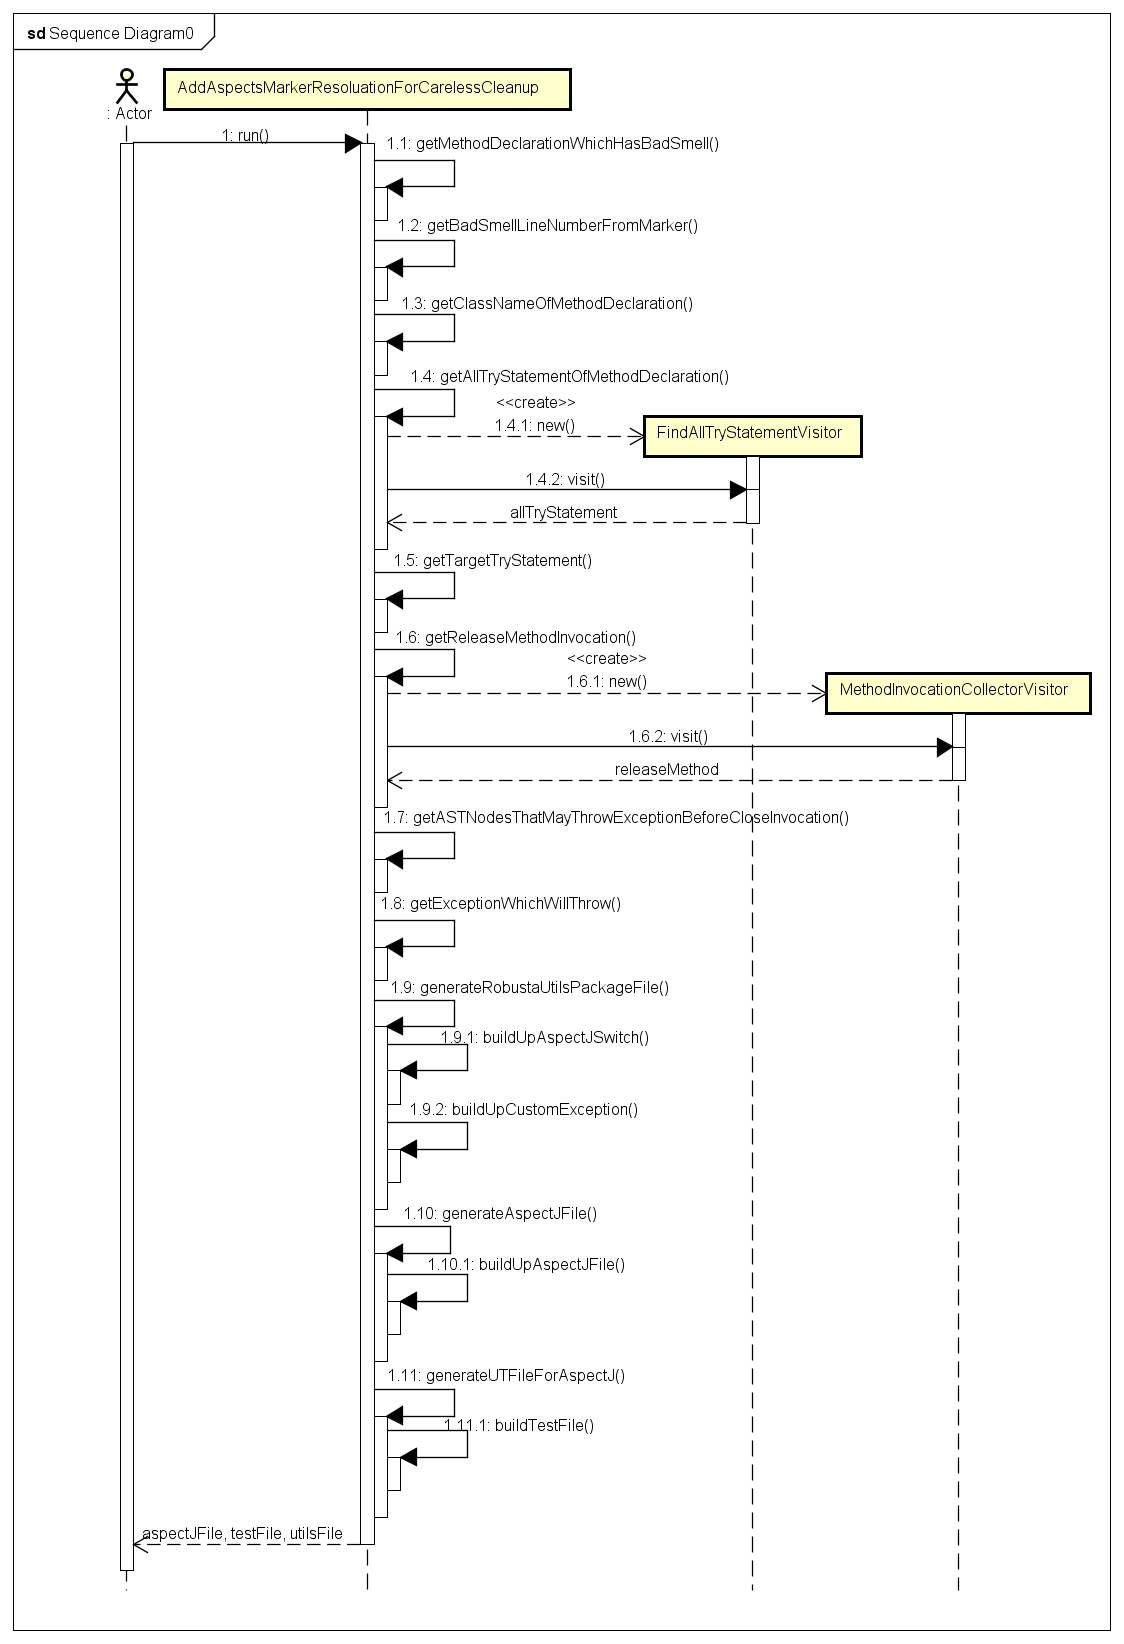 sd Sequence Diagram0
: Actor
AddAspectsMarkerResoluationForCarelessCleanup
1: run()
1.1: getMethodDeclarationWhichHasBadSmell()
1.2: getBadSmellLineNumberFromMarker()
1.3: getClassNameOfMethodDeclaration()
1.4: getAllTryStatementOfMethodDeclaration()
<<create>>
1.4.1: new()
FindAllTryStatementVisitor
1.4.2: visit()
allTryStatement
1.5: getTargetTryStatement()
1.6: getReleaseMethodInvocation()
<<create>>
1.6.1: new()
MethodInvocationCollectorVisitor
1.6.2: visit()
releaseMethod
1.7: getASTNodesThatMayThrowExceptionBeforeCloseInvocation()
1.8: getExceptionWhichWillThrow()
1.9: generateRobustaUtilsPackageFile()
1.9.1: buildUpAspectJSwitch()
1.9.2: buildUpCustomException()
1.10: generateAspectJFile()
1.10.1: buildUpAspectJFile()
1.11: generateUTFileForAspectJ()
1.11.1: buildTestFile()
aspectJFile, testFile, utilsFile